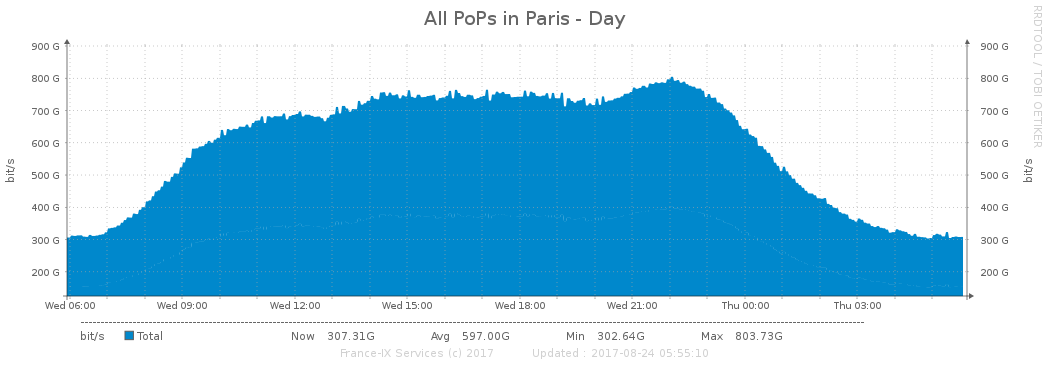 All PoPs in Paris - Day
RRDTOOL / TOBI OETIKER
bit/s
900 G
800 G
700 G
600 G
500 G
400 G
300 G
200 G
900 G
800 G
700 G
600 G
500 G
400 G
300 G
200 G
bit/s
Wed 06:00 Wed 09:00 Wed 12:00 Wed 15:00 Wed 18:00 Wed 21:00 Thu 00:00 Thu 03:00
bit/s Total Now 307.31G Avg 597.00G Min 302.64G Max 803.73G
France-IX Services (c) 2017 Updated : 2017-08-24 05:55:10